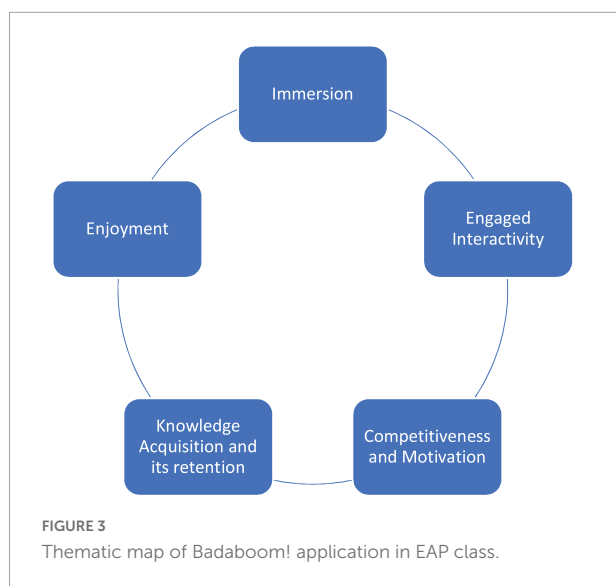 Immersion
Enjoyment
Engaged
Interactivity
Knowledge
Acquisition and
its retention
Competitiveness
and Motivation
FIGURE 3
Thematic map of Badaboom! application in EAP class.